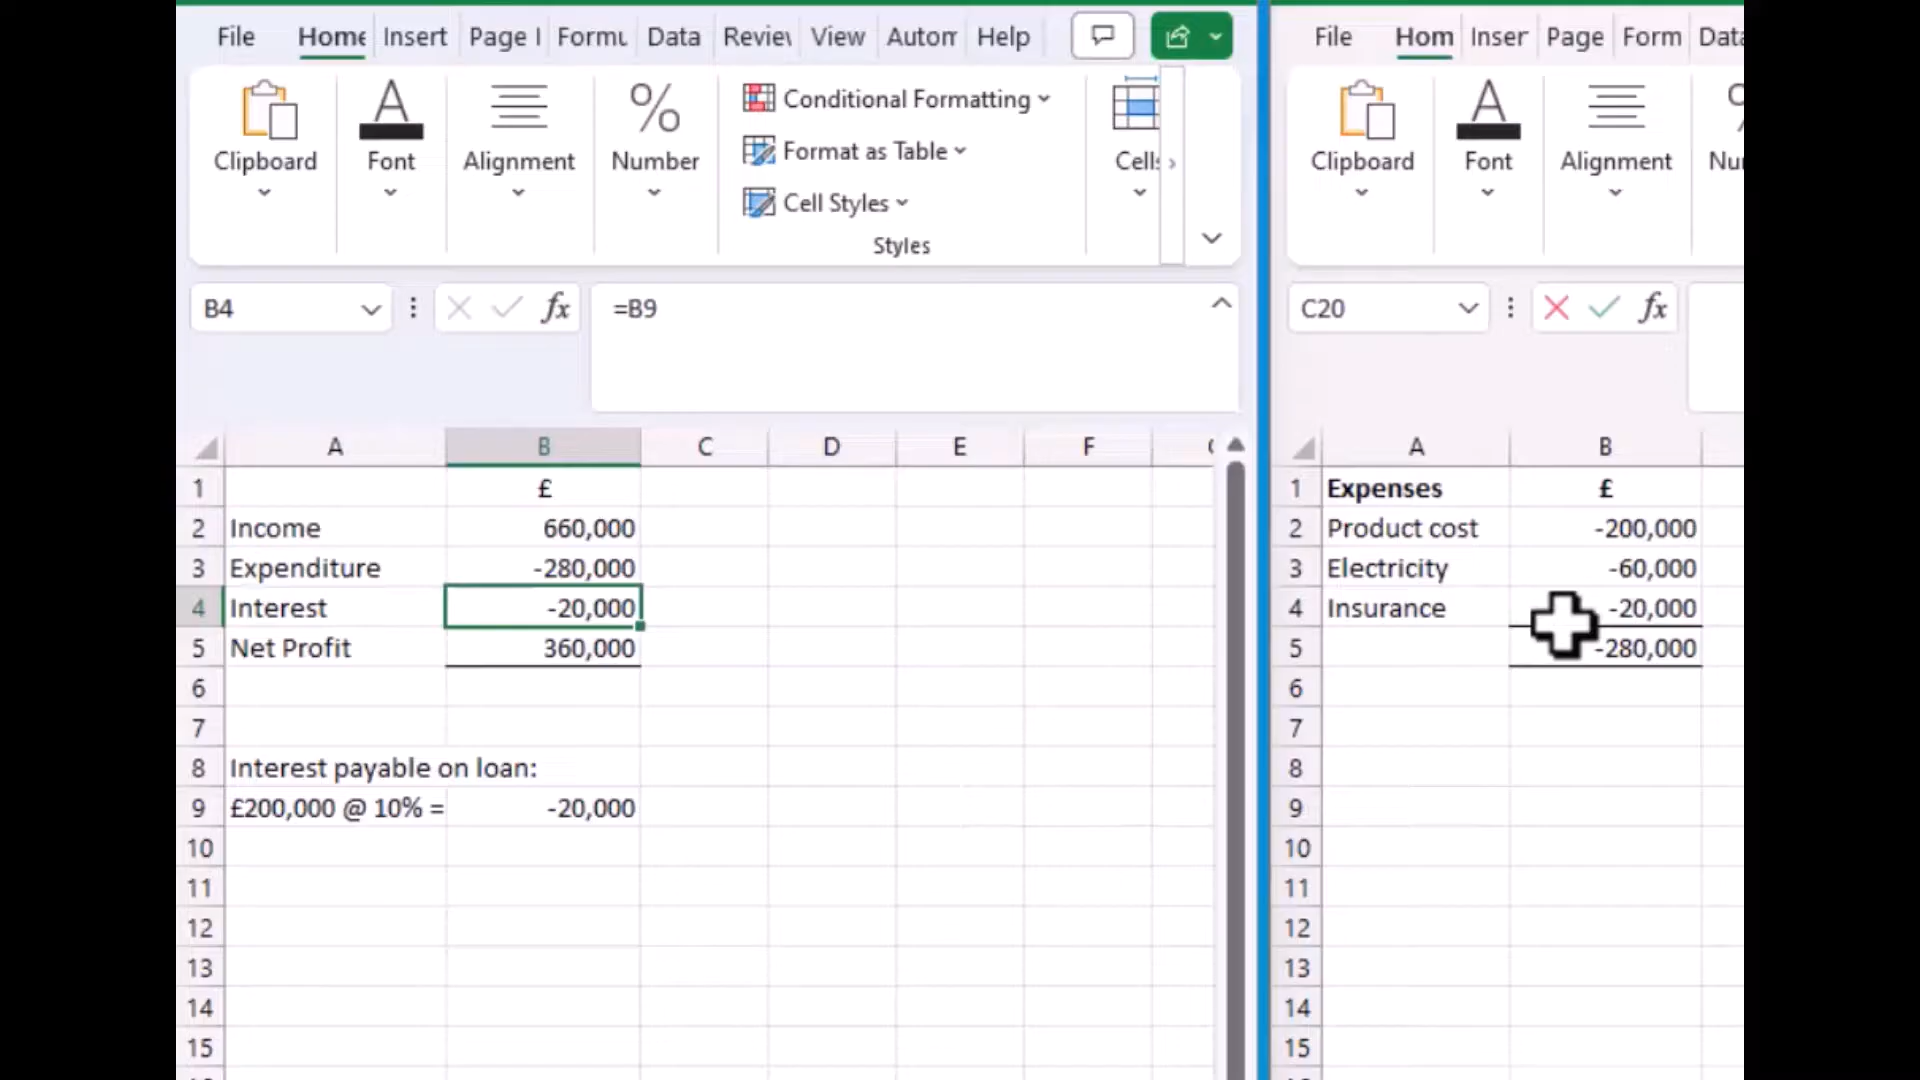 File Home Insert Page l Formu Data Review View Autom Help
Clipboard
Font
Alignment
Number
Conditional Formatting
Format as Table
Cell Styles
Styles
Cells
B4
fx
=B9
A B C D E F
1 £
2 Income 660,000
3 Expenditure -280,000
4 Interest -20,000
5 Net Profit 360,000
6
7
8 Interest payable on loan:
9 £200,000 @ 10% = -20,000
10
11
12
13
14
15
File Hom Inser Page Form Data
Clipboard
Font
Alignment
Nu
C20
fx
A B
1 Expenses £
2 Product cost -200,000
3 Electricity -60,000
4 Insurance -20,000
5 -280,000
6
7
8
9
10
11
12
13
14
15